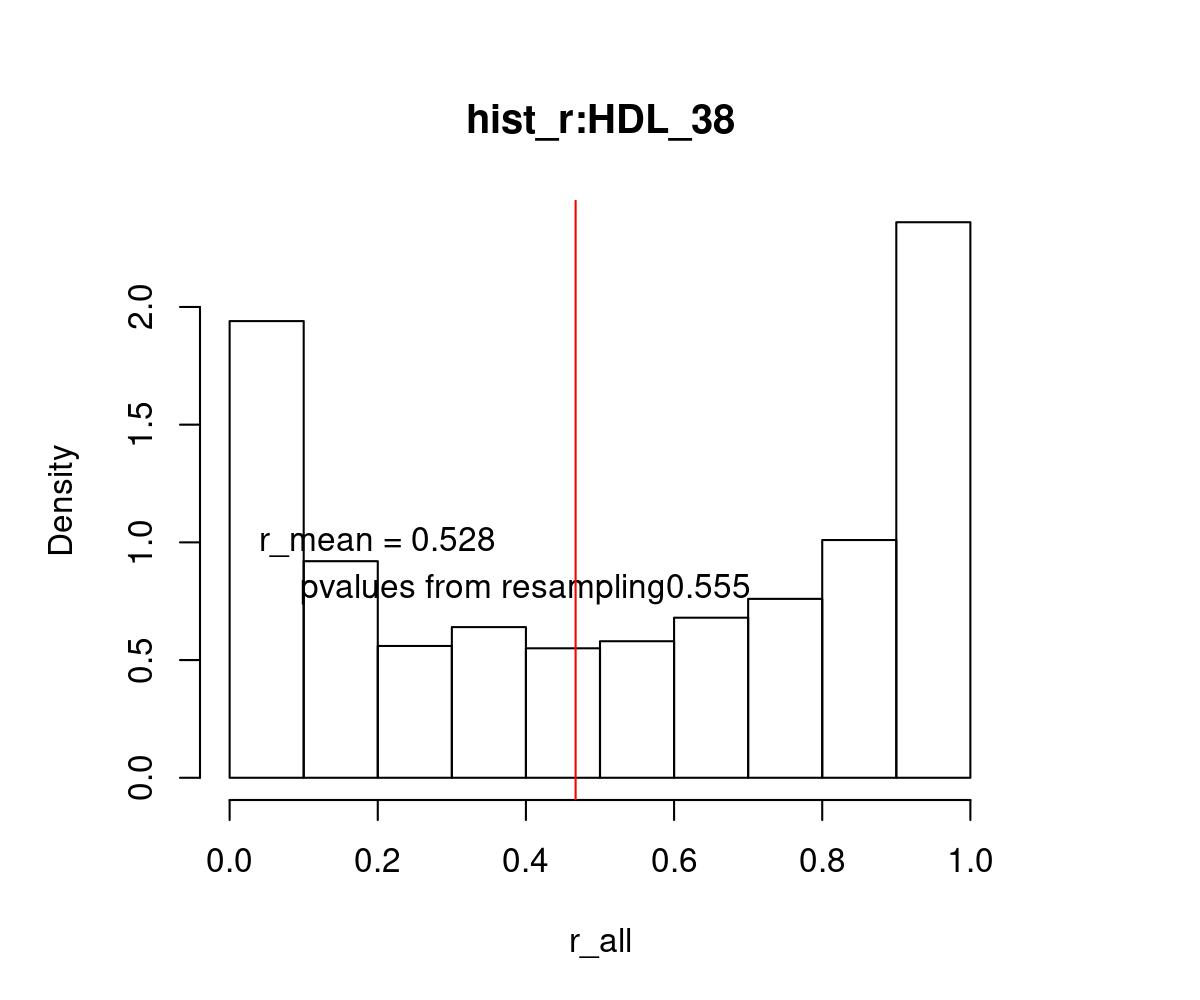 hist_r:HDL_38
Density
2.0
1.5
1.0
0.5
0.0
r_mean = 0.528
pvalues from resampling0.555
0.0 0.2 0.4 0.6 0.8 1.0
r_all